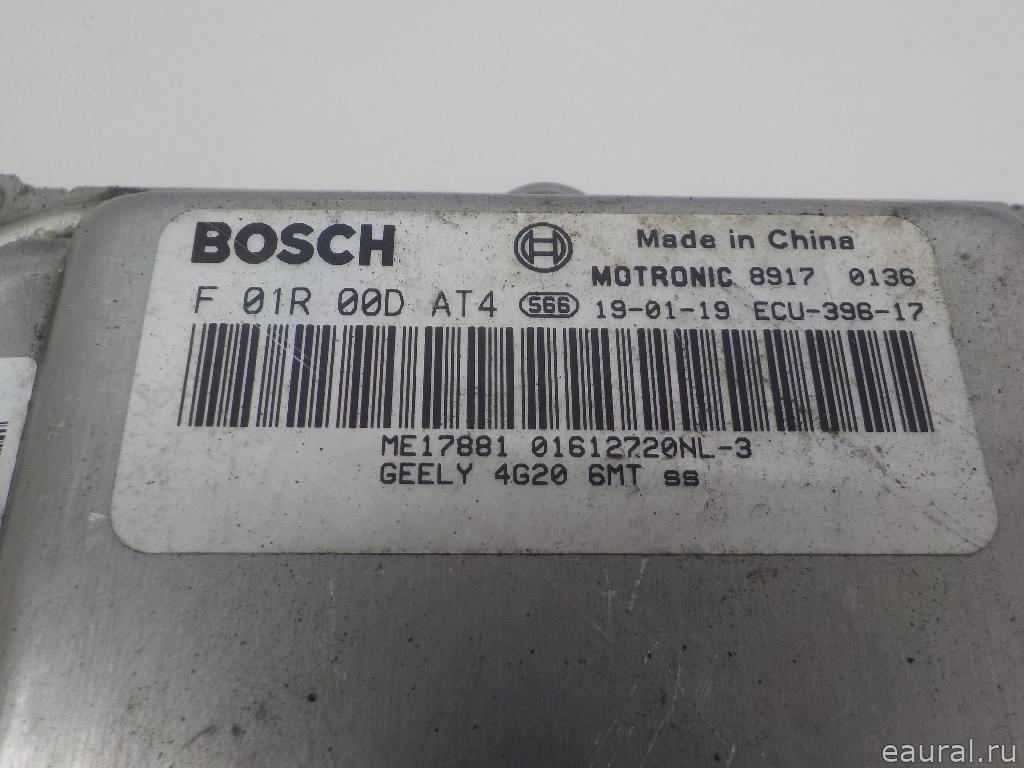 BOSCH
Made in China
MOTRONIC 8917 0136
F 01R 00D AT4 566 19-01-19 ECU-396-17
ME17881 01612720NL-3
GEELY 4G20 6MT ss
eaural.ru